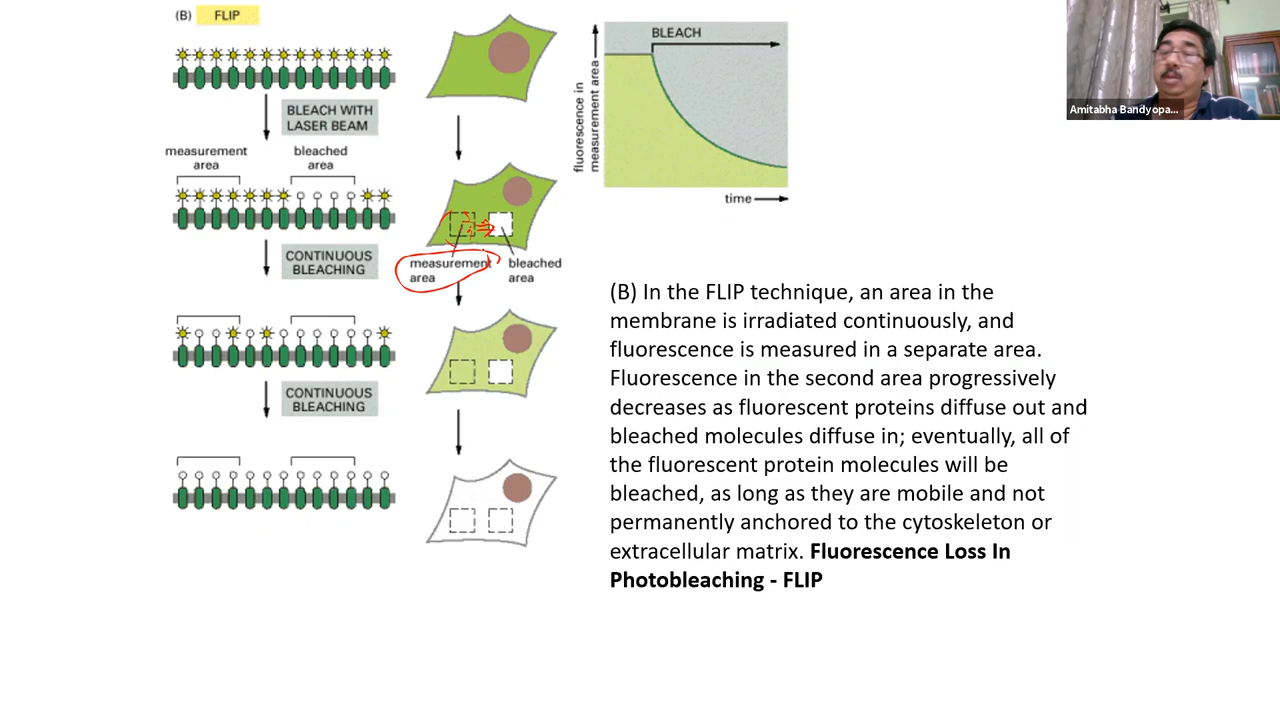 (B) FLIP
BLEACH WITH
LASER BEAM
measurement
area
bleached
area
CONTINUOUS
BLEACHING
CONTINUOUS
BLEACHING
measurement
area
bleached
area
BLEACH
fluorescence in
measurement area
time
Amitabha Bandyopa...
(B) In the FLIP technique, an area in the
membrane is irradiated continuously, and
fluorescence is measured in a separate area.
Fluorescence in the second area progressively
decreases as fluorescent proteins diffuse out and
bleached molecules diffuse in; eventually, all of
the fluorescent protein molecules will be
bleached, as long as they are mobile and not
permanently anchored to the cytoskeleton or
extracellular matrix. Fluorescence Loss In
Photobleaching - FLIP